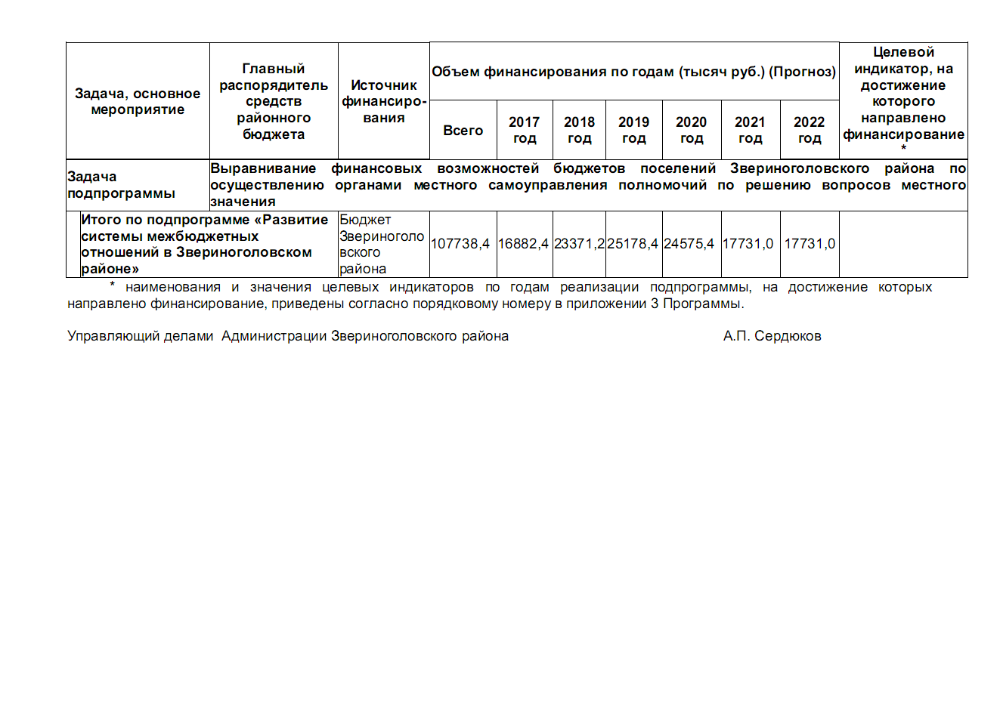 Задача, основное
мероприятие
Главный
распорядитель
средств
районного
бюджета
Источник
финансиро-
вания
Объем финансирования по годам (тысяч руб.) (Прогноз)
Целевой
индикатор, на
достижение
которого
направлено
финансирование
*
Всего
2017
год
2018
год
2019
год
2020
год
2021
год
2022
год
Задача
подпрограммы
Выравнивание финансовых возможностей бюджетов поселений Звериноголовского района по
осуществлению органами местного самоуправления полномочий по решению вопросов местного
значения
Итого по подпрограмме «Развитие
системы межбюджетных
отношений в Звериноголовском
районе»
Бюджет
Звериноголо
вского
района
107738,4
16882,4
23371,2
25178,4
24575,4
17731,0
17731,0
* наименования и значения целевых индикаторов по годам реализации подпрограммы, на достижение которых
направлено финансирование, приведены согласно порядковому номеру в приложении 3 Программы.
Управляющий делами Администрации Звериноголовского района А.П. Сердюков